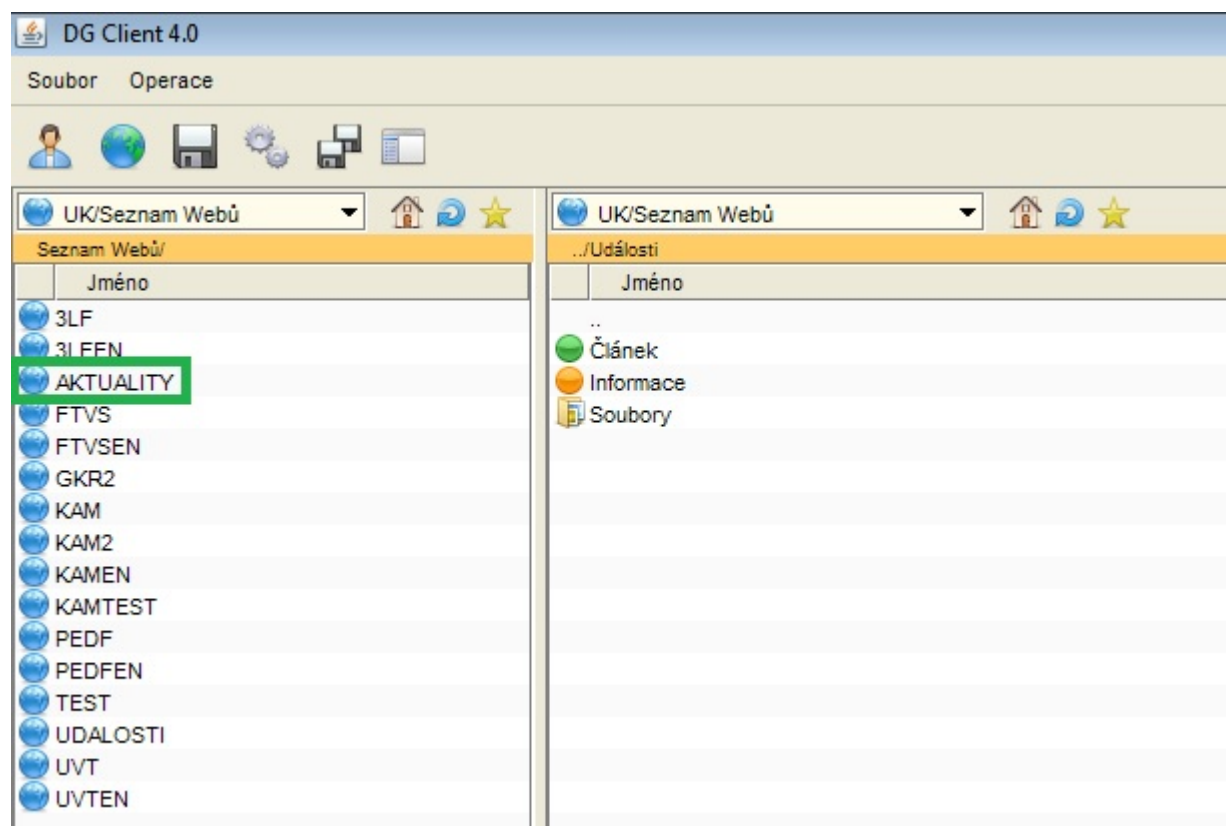 DG Client 4.0
Soubor Operace
UK/Seznam Webů
Seznam Webů/
Jméno
3LF
3LFEN
AKTUALITY
FTVS
FTVSEN
GKR2
KAM
KAM2
KAMEN
KAMTEST
PEDF
PEDFEN
TEST
UDALOSTI
UVT
UVTEN
UK/Seznam Webů
../Události
Jméno
..
Článek
Informace
Soubory